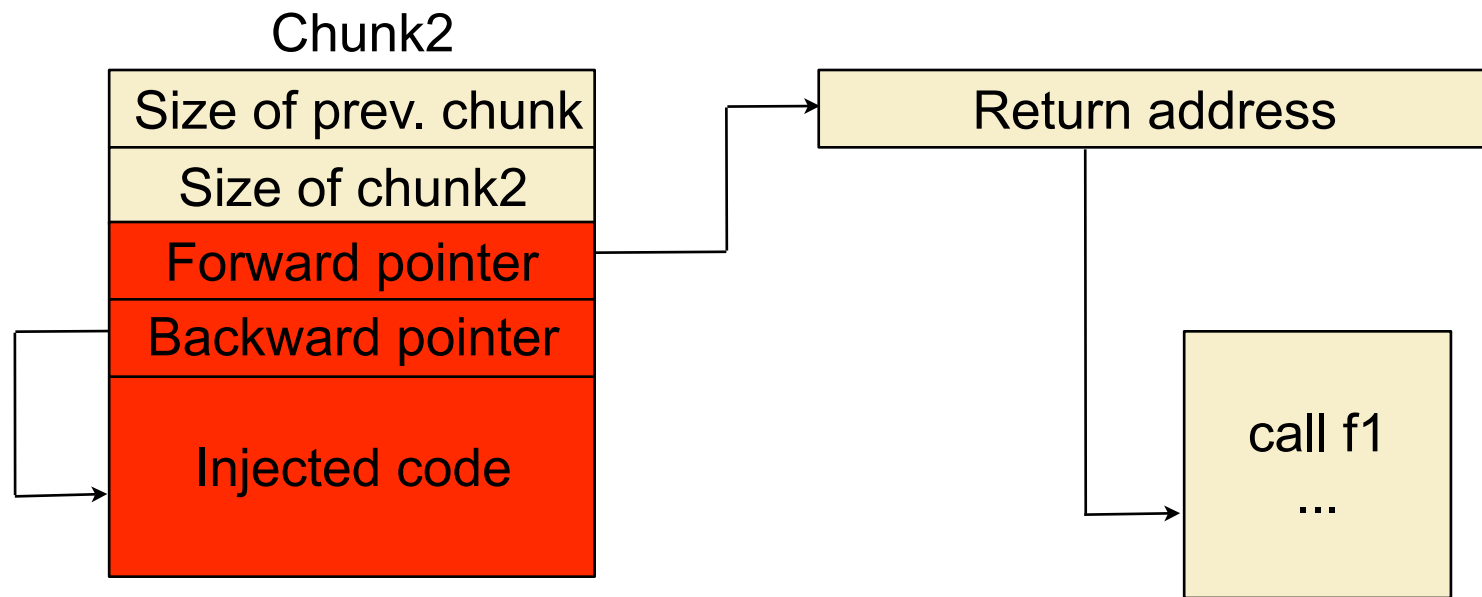 Chunk2
Size of prev. chunk
Size of chunk2
Forward pointer
Backward pointer
Injected code
Return address
call f1
...